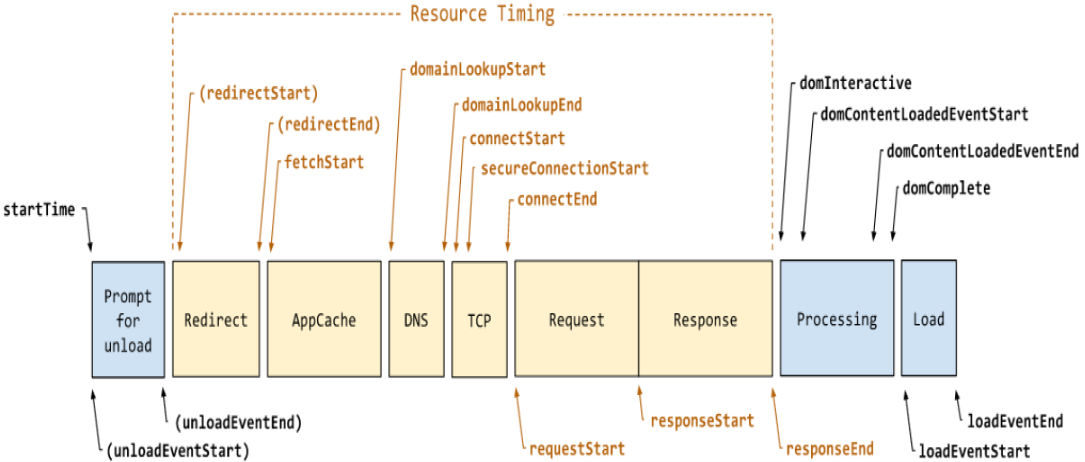 Resource Timing
domainLookupStart
domInteractive
(redirectStart)
domainLookupEnd
domContentLoadedEventStart
(redirectEnd)
connectStart
domContentLoadedEventEnd
fetchStart
secureConnectionStart
domComplete
connectEnd
startTime
Prompt
for
unload
Redirect
AppCache
DNS
TCP
Request
Response
Processing
Load
(unloadEventEnd)
responseStart
loadEventEnd
(unloadEventStart)
requestStart
responseEnd
loadEventStart